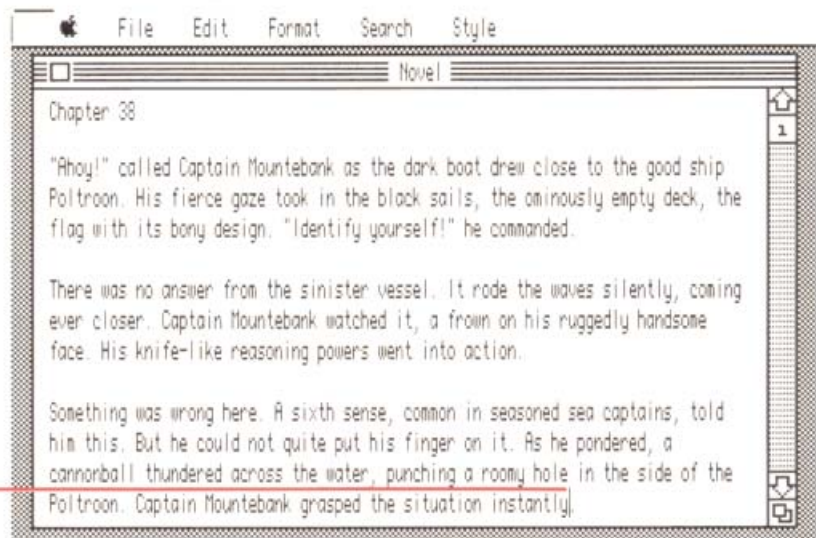 File Edit Format Search Style
Novel
Chapter 38
1
"Ahoy!" called Captain Mountebank as the dark boat drew close to the good ship
Poltroon. His fierce gaze took in the black sails, the ominously empty deck, the
flag with its bony design. "Identify yourself!" he commanded.
There was no answer from the sinister vessel. It rode the waves silently, coming
ever closer. Captain Mountebank watched it, a frown on his ruggedly handsome
face. His knife-like reasoning powers went into action.
Something was wrong here. A sixth sense, common in seasoned sea captains, told
him this. But he could not quite put his finger on it. As he pondered, a
cannonball thundered across the water, punching a roomy hole in the side of the
Poltroon. Captain Mountebank grasped the situation instantly.